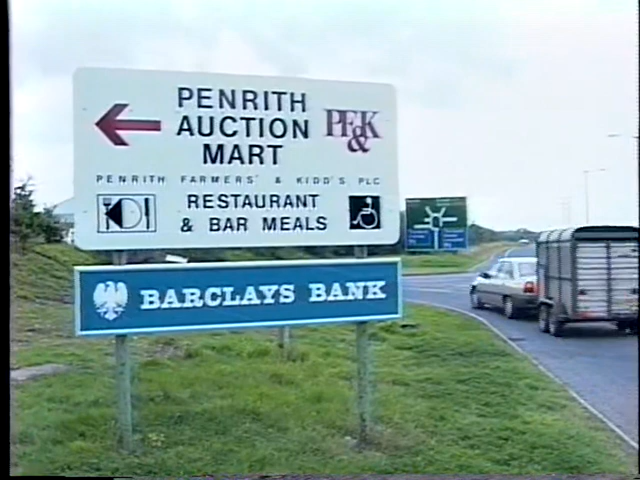 PENRITH
AUCTION
MART
PF&K
PENRITH FARMERS' & KIDD'S PLC
RESTAURANT
& BAR MEALS
BARCLAYS BANK